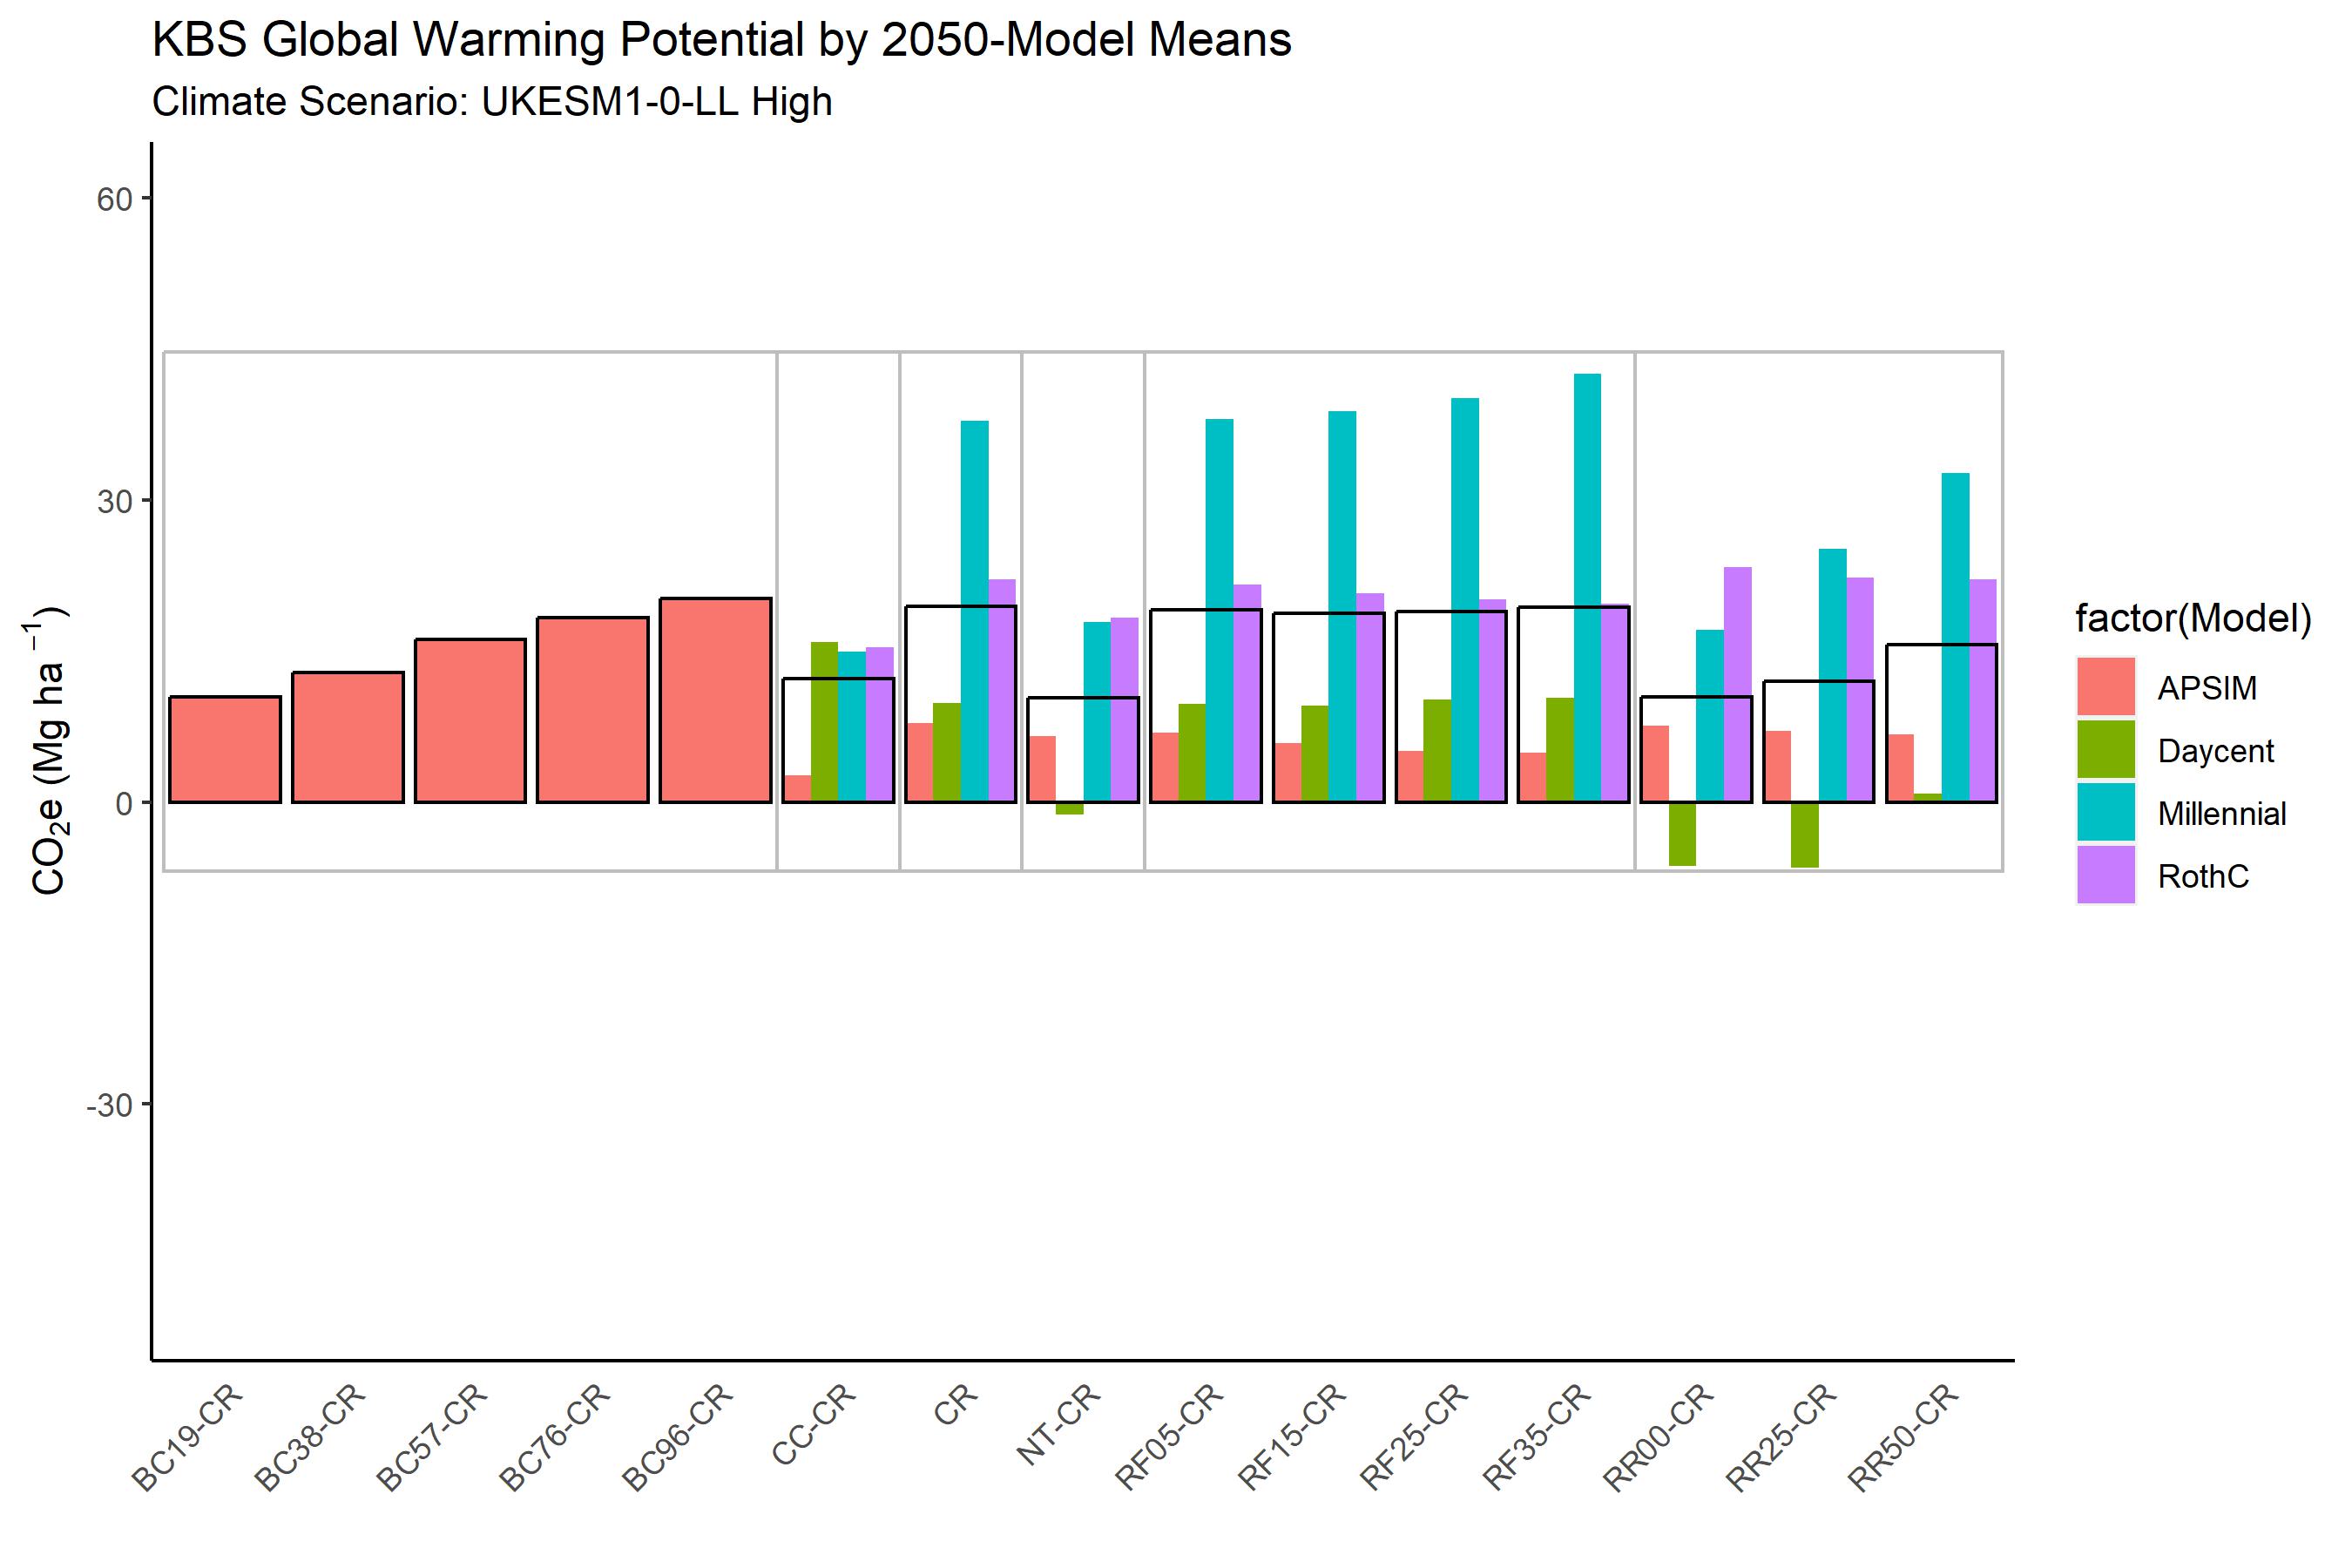 KBS Global Warming Potential by 2050-Model Means
Climate Scenario: UKESM1-0-LL High
CO₂e (Mg ha ⁻¹)
60
30
0
-30
BC19-CR
BC38-CR
BC57-CR
BC76-CR
BC96-CR
CC-CR
CR
NT-CR
RF05-CR
RF15-CR
RF25-CR
RF35-CR
RR00-CR
RR25-CR
RR50-CR
factor(Model)
APSIM
Daycent
Millennial
RothC